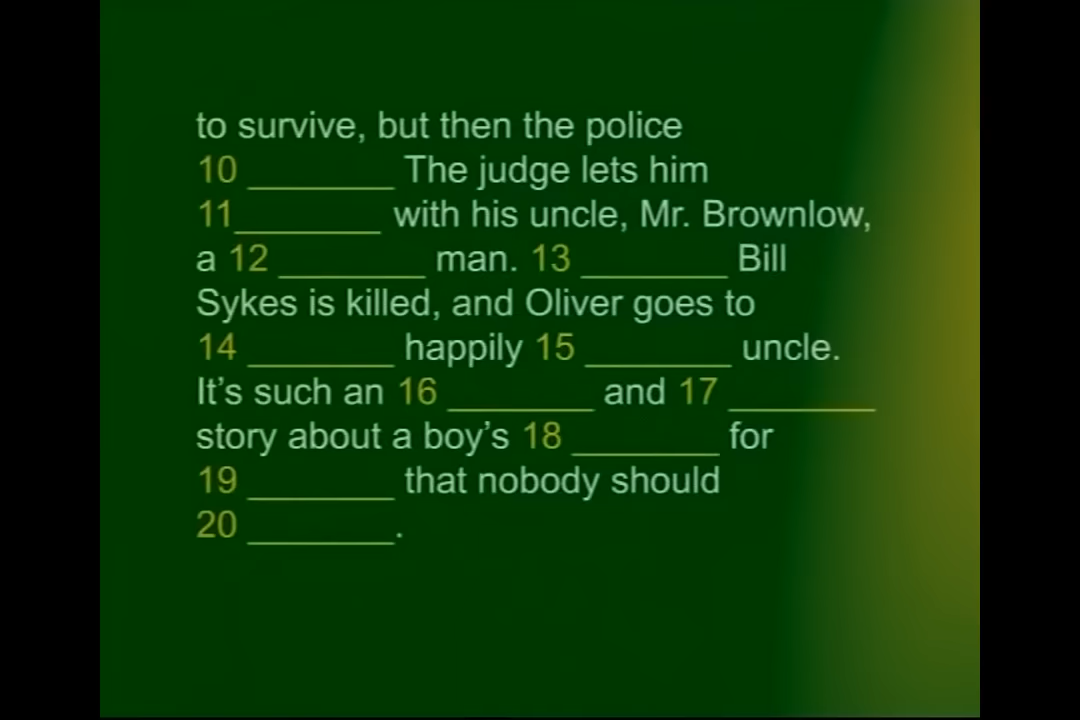 to survive, but then the police
10 ________ The judge lets him
11________ with his uncle, Mr. Brownlow,
a 12 ________ man. 13 ________ Bill
Sykes is killed, and Oliver goes to
14 ________ happily 15 ________ uncle.
It’s such an 16 ________ and 17 ________
story about a boy’s 18 ________ for
19 ________ that nobody should
20 ________.